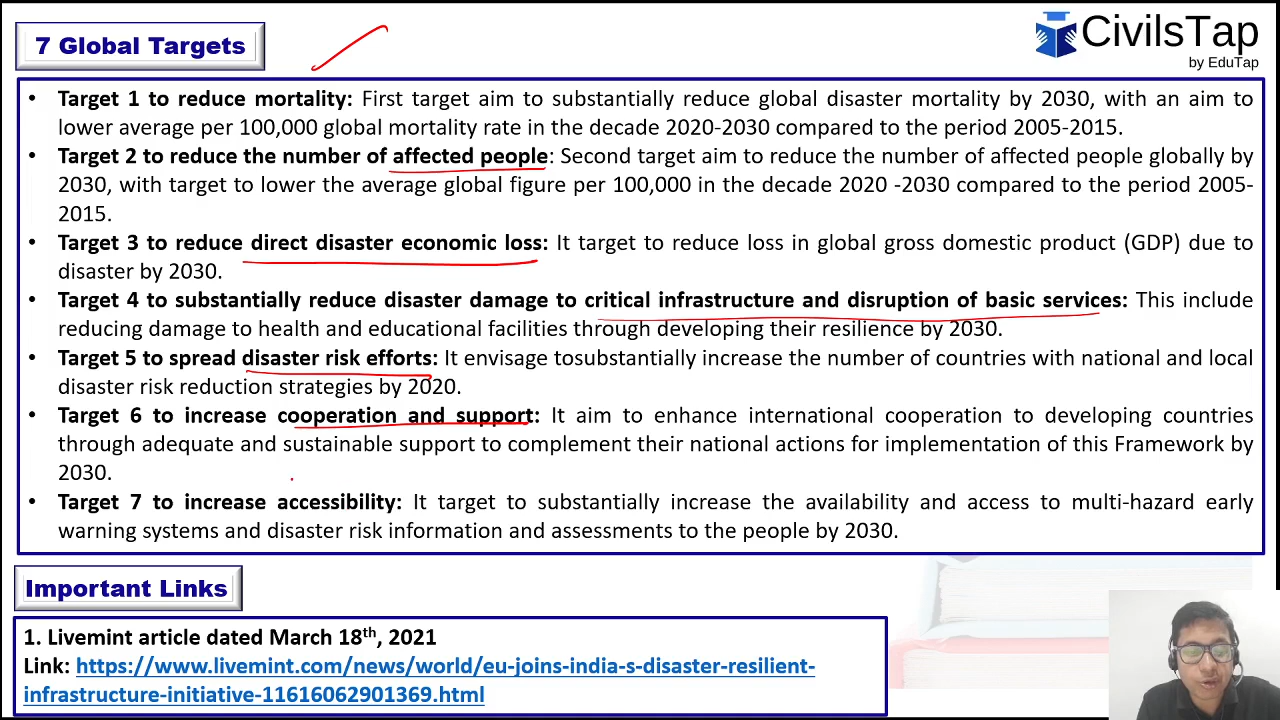 7 Global Targets
CivilsTap
by EduTap
• Target 1 to reduce mortality: First target aim to substantially reduce global disaster mortality by 2030, with an aim to
lower average per 100,000 global mortality rate in the decade 2020-2030 compared to the period 2005-2015.
• Target 2 to reduce the number of affected people: Second target aim to reduce the number of affected people globally by
2030, with target to lower the average global figure per 100,000 in the decade 2020 -2030 compared to the period 2005-
2015.
• Target 3 to reduce direct disaster economic loss: It target to reduce loss in global gross domestic product (GDP) due to
disaster by 2030.
• Target 4 to substantially reduce disaster damage to critical infrastructure and disruption of basic services: This include
reducing damage to health and educational facilities through developing their resilience by 2030.
• Target 5 to spread disaster risk efforts: It envisage tosubstantially increase the number of countries with national and local
disaster risk reduction strategies by 2020.
• Target 6 to increase cooperation and support: It aim to enhance international cooperation to developing countries
through adequate and sustainable support to complement their national actions for implementation of this Framework by
2030.
• Target 7 to increase accessibility: It target to substantially increase the availability and access to multi-hazard early
warning systems and disaster risk information and assessments to the people by 2030.
Important Links
1. Livemint article dated March 18th, 2021
Link: https://www.livemint.com/news/world/eu-joins-india-s-disaster-resilient-
infrastructure-initiative-11616062901369.html